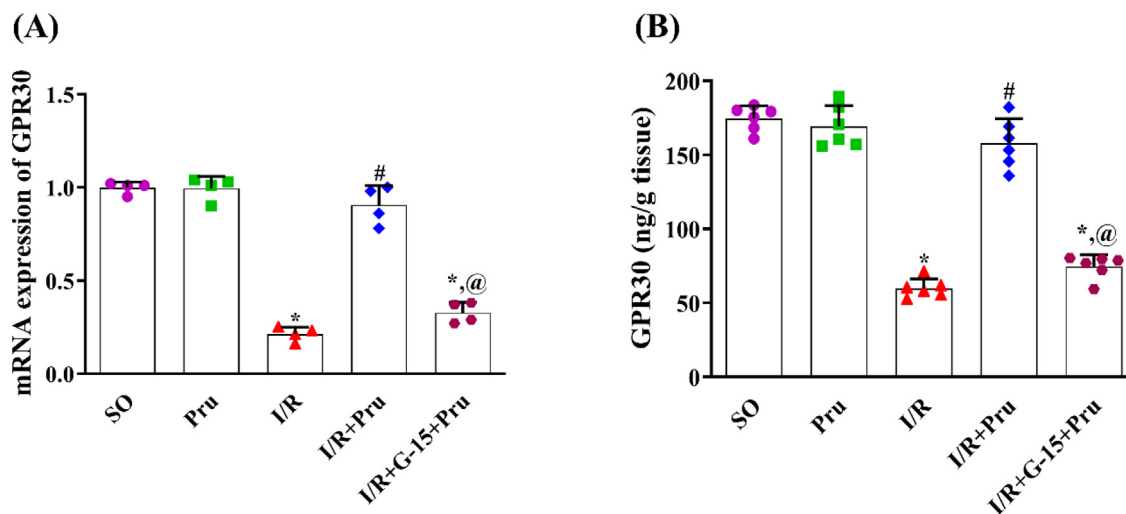 (A)
mRNA expression of GPR30
1.5
1.0
0.5
0.0
#
*
*,@
SO
Pru
I/R
I/R+Pru
I/R+G-15+Pru
(B)
GPR30 (ng/g tissue)
200
150
100
50
0
#
*
*,@
SO
Pru
I/R
I/R+Pru
I/R+G-15+Pru